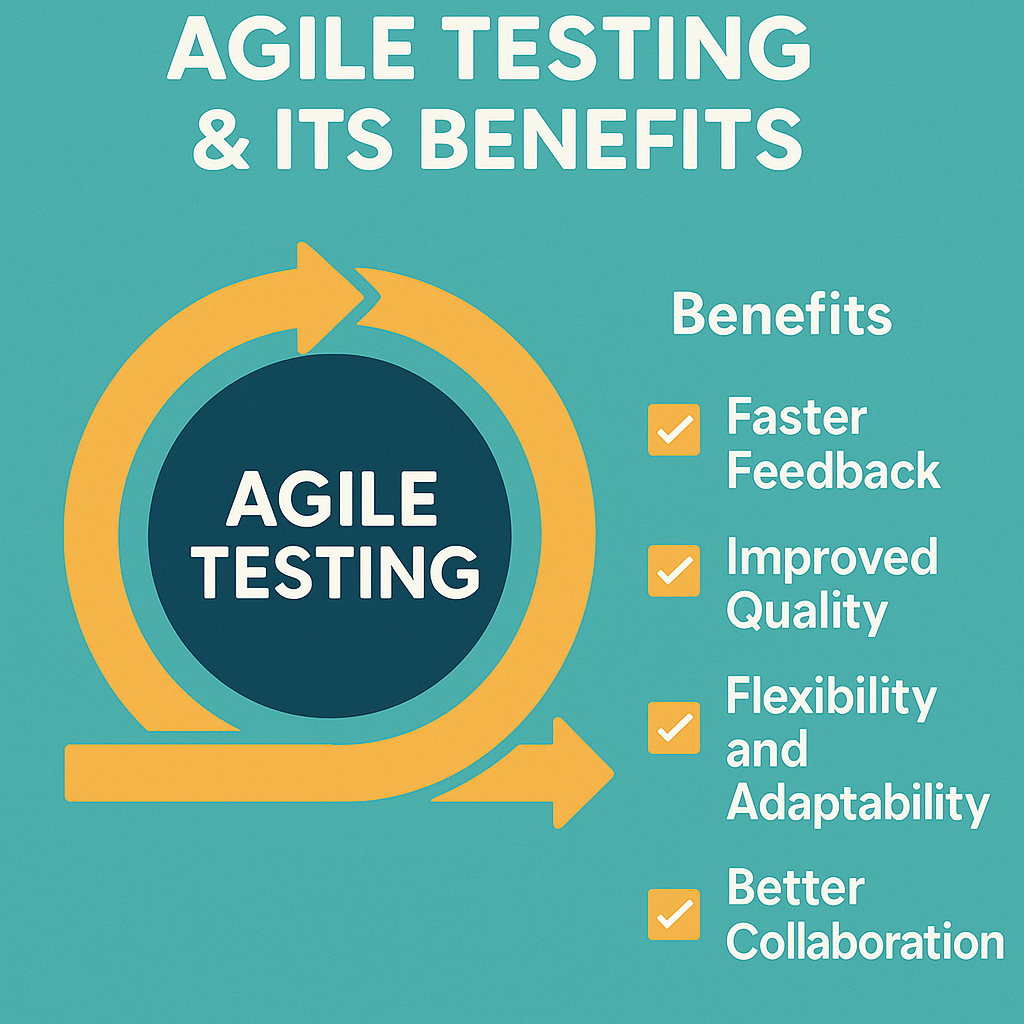 AGILE TESTING
& ITS BENEFITS
AGILE
TESTING
Benefits
Faster
Feedback
Improved
Quality
Flexibility
and
Adaptability
Better
Collaboration